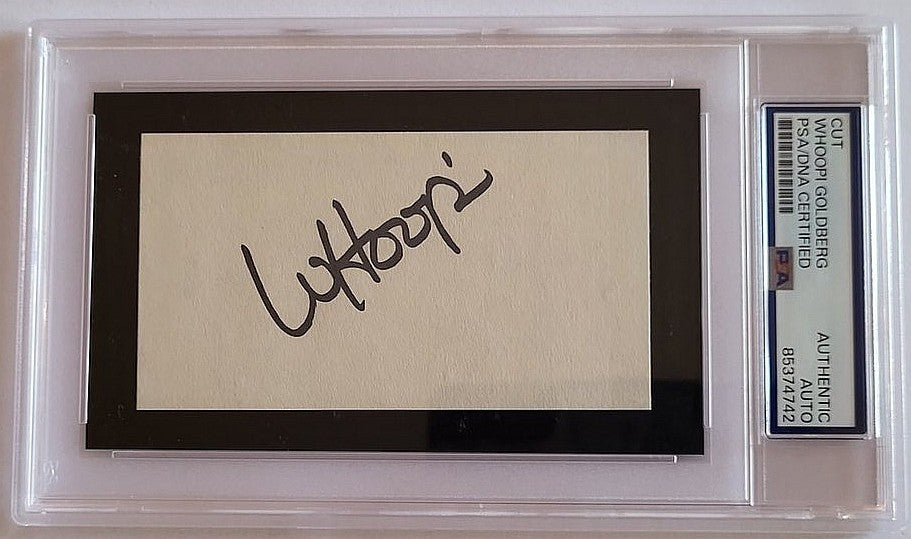 Whoopi
CUT
WHOOPI GOLDBERG
PSA/DNA CERTIFIED
AUTHENTIC
AUTO
85374742